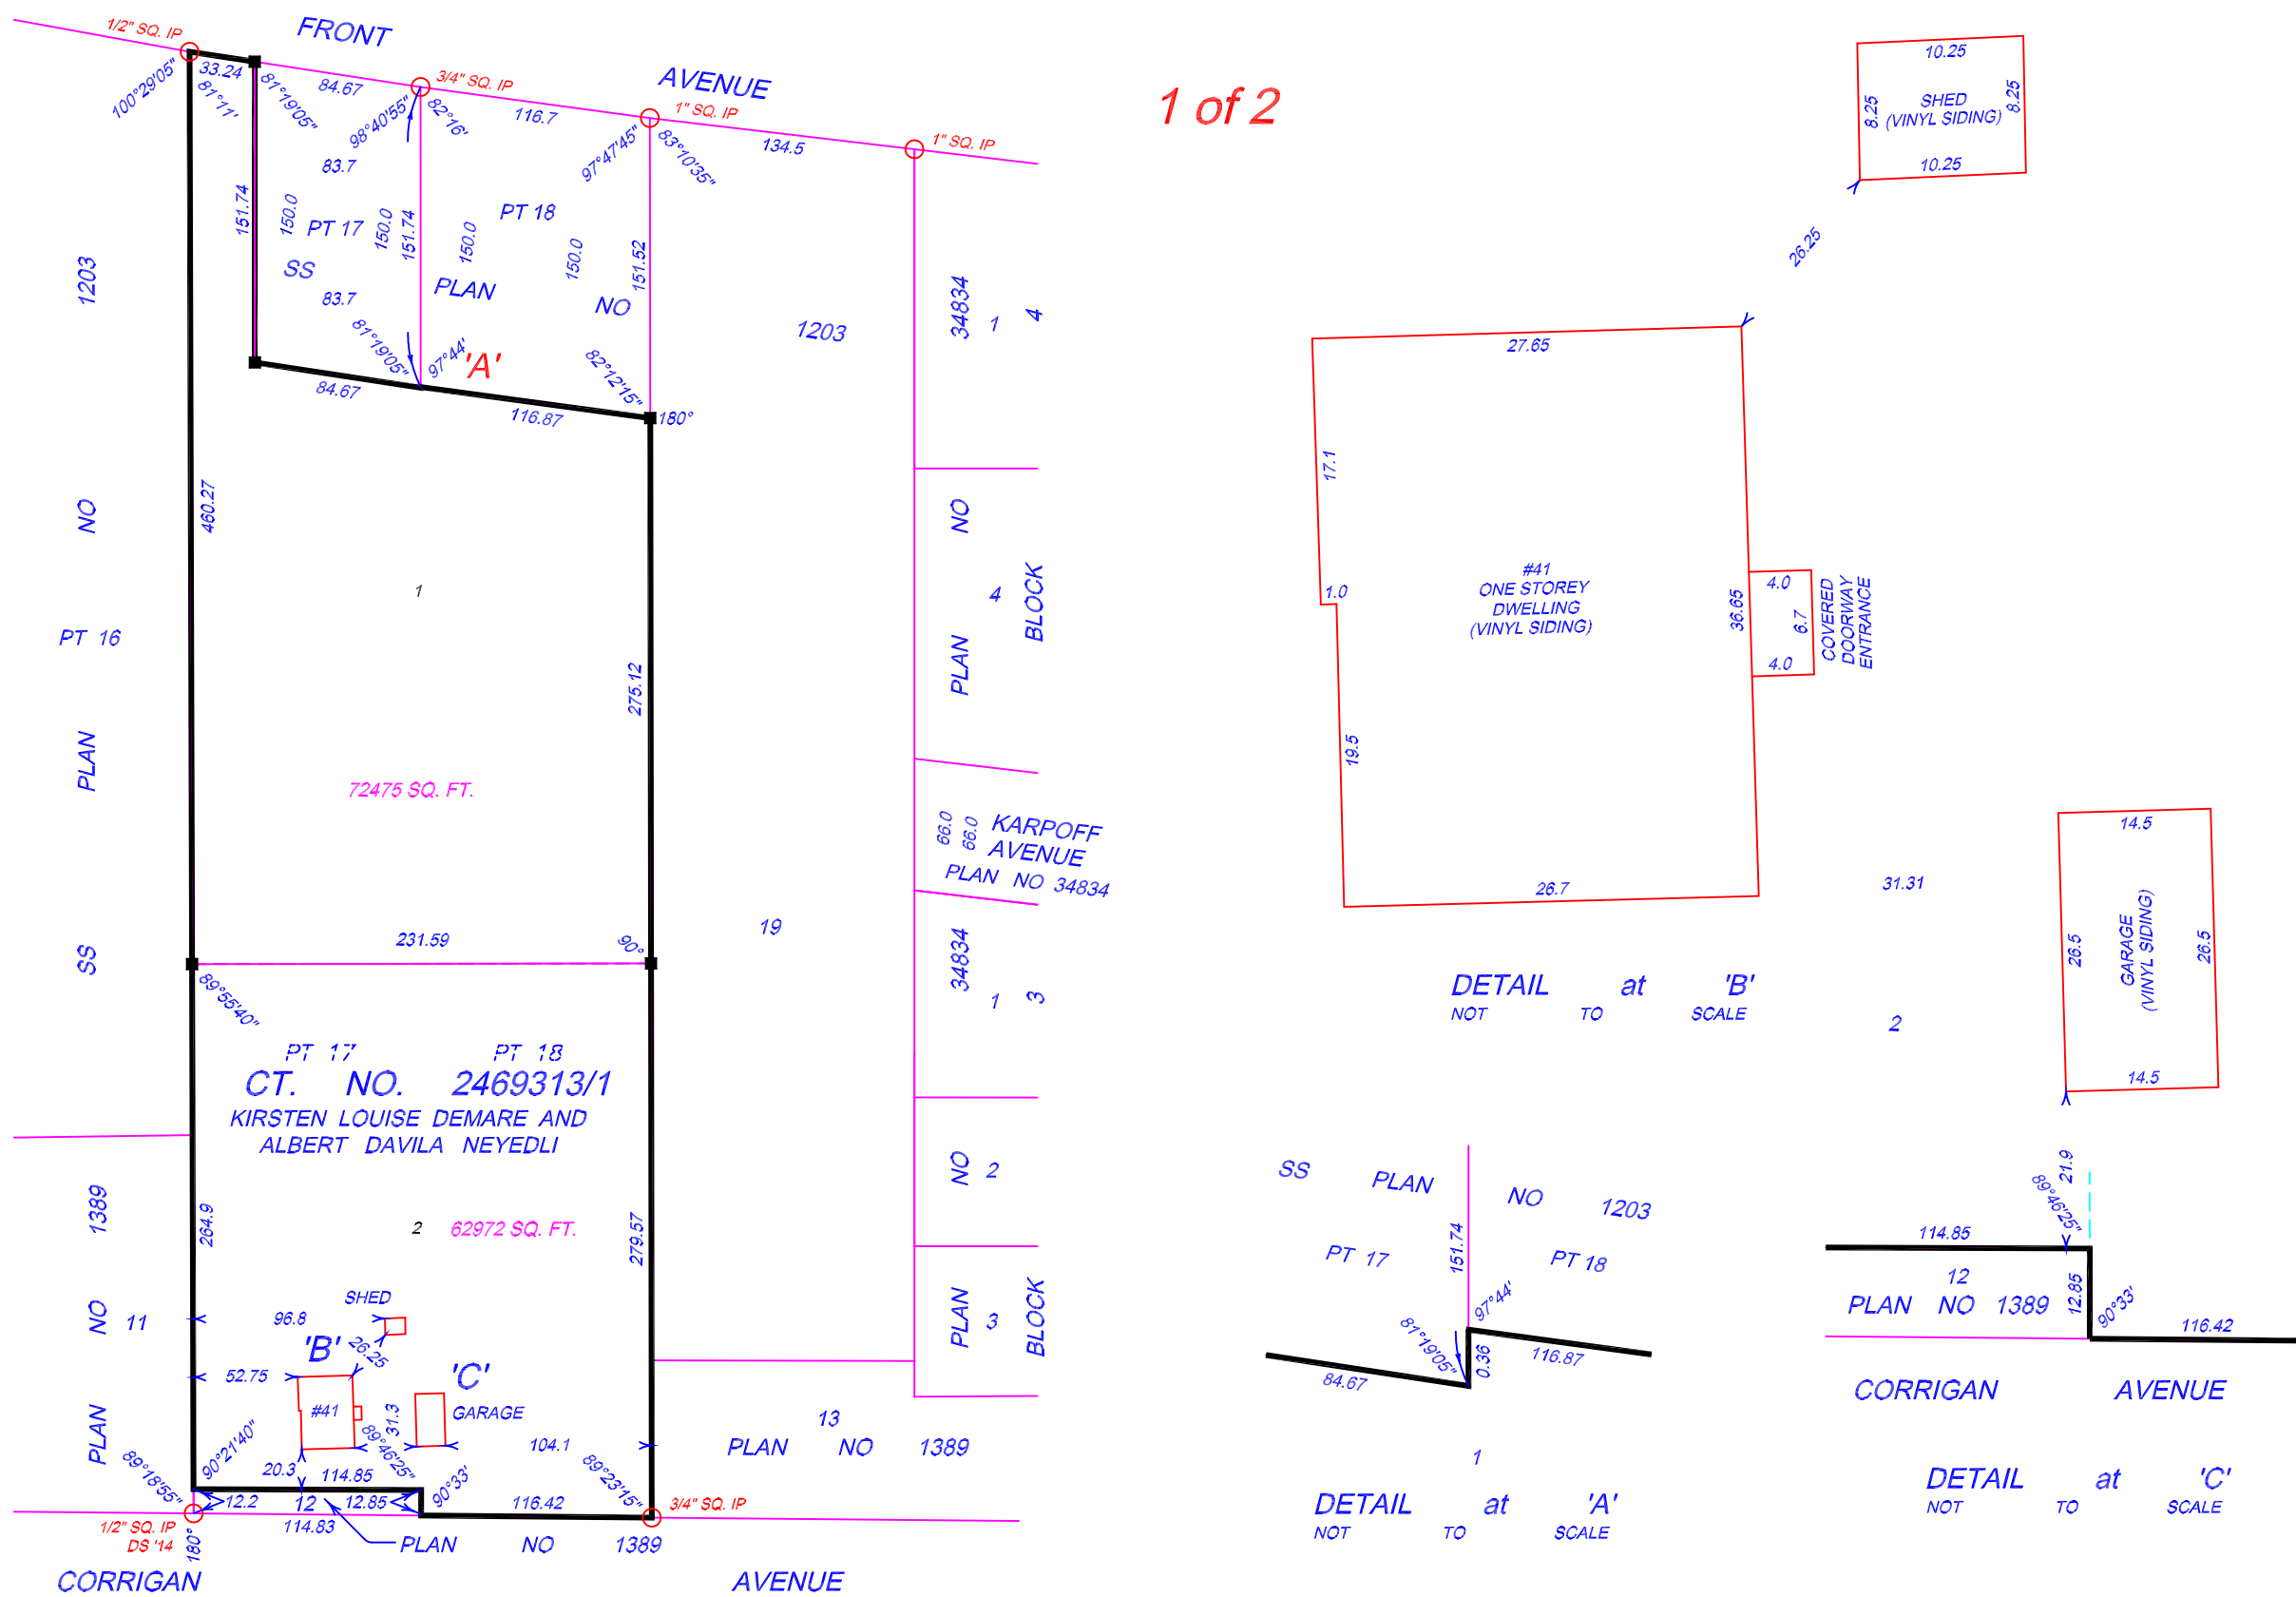 1/2" SQ. IP
FRONT
AVENUE
1 of 2
100°29'05"
33.24
81°11'
81°19'05"
84.67
3/4" SQ. IP
98°40'55"
82°16'
116.7
1" SQ. IP
97°47'45"
83°10'35"
134.5
1" SQ. IP
83.7
151.74
150.0
PT 17
150.0
151.74
150.0
PT 18
150.0
151.52
SS
PLAN
NO
1203
83.7
81°19'05"
97°44'
'A'
82°12'15"
180°
84.67
116.87
1203
NO
PT 16
PLAN
SS
460.27
1
275.12
72475 SQ. FT.
231.59
90°
89°55'40"
19
34834
1
4
NO
PLAN
4
BLOCK
66.0
66.0
KARPOFF
AVENUE
PLAN NO 34834
34834
1
3
NO
2
PLAN
3
BLOCK
PT 17
PT 18
CT. NO. 2469313/1
KIRSTEN LOUISE DEMARE AND
ALBERT DAVILA NEYEDLI
1389
NO
11
PLAN
264.9
2
62972 SQ. FT.
279.57
SHED
96.8
'B'
26.25
52.75
'C'
#41
31.3
GARAGE
89°46'25"
104.1
89°18'55"
90°21'40"
20.3
114.85
90°33'
89°23'15"
12.2
12
12.85
116.42
3/4" SQ. IP
1/2" SQ. IP
DS '14
180°
114.83
PLAN NO 1389
13
PLAN NO 1389
CORRIGAN
AVENUE
10.25
8.25
SHED
(VINYL SIDING)
8.25
10.25
26.25
27.65
17.1
1.0
#41
ONE STOREY
DWELLING
(VINYL SIDING)
36.65
4.0
6.7
4.0
COVERED
DOORWAY
ENTRANCE
19.5
26.7
DETAIL at 'B'
NOT TO SCALE
14.5
31.31
26.5
GARAGE
(VINYL SIDING)
26.5
2
14.5
SS
PLAN
NO
1203
PT 17
151.74
PT 18
97°44'
81°19'05"
0.36
116.87
84.67
1
DETAIL at 'A'
NOT TO SCALE
21.9
89°46'25"
114.85
12
PLAN NO 1389
12.85
90°33'
116.42
CORRIGAN
AVENUE
DETAIL at 'C'
NOT TO SCALE